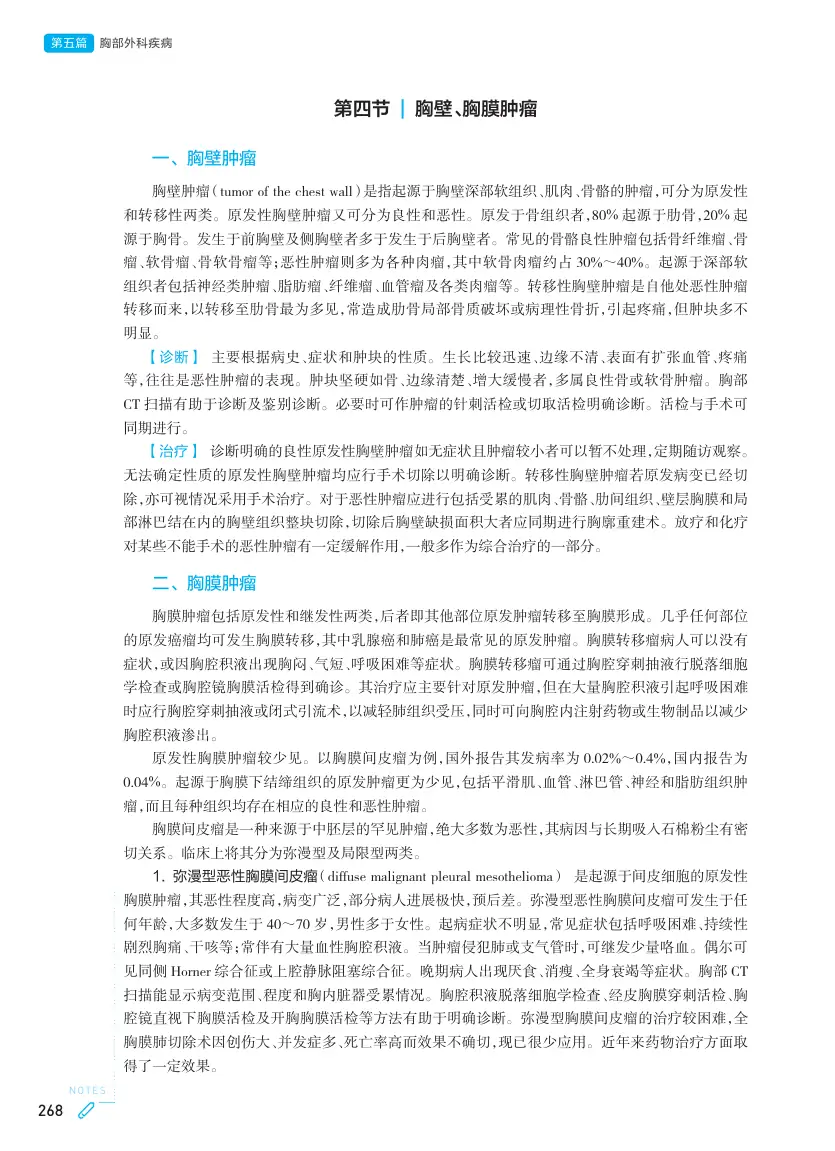 第五篇 胸部外科疾病
第四节 | 胸壁、胸膜肿瘤
一、胸壁肿瘤
胸壁肿瘤（tumor of the chest wall）是指起源于胸壁深部软组织、肌肉、骨骼的肿瘤，可分为原发性
和转移性两类。原发性胸壁肿瘤又可分为良性和恶性。原发于骨组织者，80% 起源于肋骨，20% 起
源于胸骨。发生于前胸壁及侧胸壁者多于发生于后胸壁者。常见的骨骼良性肿瘤包括骨纤维瘤、骨
瘤、软骨瘤、骨软骨瘤等；恶性肿瘤则多为各种肉瘤，其中软骨肉瘤约占 30%～40%。起源于深部软
组织者包括神经类肿瘤、脂肪瘤、纤维瘤、血管瘤及各类肉瘤等。转移性胸壁肿瘤是自他处恶性肿瘤
转移而来，以转移至肋骨最为多见，常造成肋骨局部骨质破坏或病理性骨折，引起疼痛，但肿块多不
明显。
【诊断】 主要根据病史、症状和肿块的性质。生长比较迅速、边缘不清、表面有扩张血管、疼痛
等，往往是恶性肿瘤的表现。肿块坚硬如骨、边缘清楚、增大缓慢者，多属良性骨或软骨肿瘤。胸部
CT 扫描有助于诊断及鉴别诊断。必要时可作肿瘤的针刺活检或切取活检明确诊断。活检与手术可
同期进行。
【治疗】 诊断明确的良性原发性胸壁肿瘤如无症状且肿瘤较小者可以暂不处理，定期随访观察。
无法确定性质的原发性胸壁肿瘤均应行手术切除以明确诊断。转移性胸壁肿瘤若原发病变已经切
除，亦可视情况采用手术治疗。对于恶性肿瘤应进行包括受累的肌肉、骨骼、肋间组织、壁层胸膜和局
部淋巴结在内的胸壁组织整块切除，切除后胸壁缺损面积大者应同期进行胸廓重建术。放疗和化疗
对某些不能手术的恶性肿瘤有一定缓解作用，一般多作为综合治疗的一部分。
二、胸膜肿瘤
胸膜肿瘤包括原发性和继发性两类，后者即其他部位原发肿瘤转移至胸膜形成。几乎任何部位
的原发癌瘤均可发生胸膜转移，其中乳腺癌和肺癌是最常见的原发肿瘤。胸膜转移瘤病人可以没有
症状，或因胸腔积液出现胸闷、气短、呼吸困难等症状。胸膜转移瘤可通过胸腔穿刺抽液行脱落细胞
学检查或胸腔镜胸膜活检得到确诊。其治疗应主要针对原发肿瘤，但在大量胸腔积液引起呼吸困难
时应行胸腔穿刺抽液或闭式引流术，以减轻肺组织受压，同时可向胸腔内注射药物或生物制品以减少
胸腔积液渗出。
原发性胸膜肿瘤较少见。以胸膜间皮瘤为例，国外报告其发病率为 0.02%～0.4%，国内报告为
0.04%。起源于胸膜下结缔组织的原发肿瘤更为少见，包括平滑肌、血管、淋巴管、神经和脂肪组织肿
瘤，而且每种组织均存在相应的良性和恶性肿瘤。
胸膜间皮瘤是一种来源于中胚层的罕见肿瘤，绝大多数为恶性，其病因与长期吸入石棉粉尘有密
切关系。临床上将其分为弥漫型及局限型两类。
1. 弥漫型恶性胸膜间皮瘤（diffuse malignant pleural mesothelioma） 是起源于间皮细胞的原发性
胸膜肿瘤，其恶性程度高，病变广泛，部分病人进展极快，预后差。弥漫型恶性胸膜间皮瘤可发生于任
何年龄，大多数发生于 40～70 岁，男性多于女性。起病症状不明显，常见症状包括呼吸困难、持续性
剧烈胸痛、干咳等；常伴有大量血性胸腔积液。当肿瘤侵犯肺或支气管时，可继发少量咯血。偶尔可
见同侧 Horner 综合征或上腔静脉阻塞综合征。晚期病人出现厌食、消瘦、全身衰竭等症状。胸部 CT
扫描能显示病变范围、程度和胸内脏器受累情况。胸腔积液脱落细胞学检查、经皮胸膜穿刺活检、胸
腔镜直视下胸膜活检及开胸胸膜活检等方法有助于明确诊断。弥漫型胸膜间皮瘤的治疗较困难，全
胸膜肺切除术因创伤大、并发症多、死亡率高而效果不确切，现已很少应用。近年来药物治疗方面取
得了一定效果。
NOTES
268